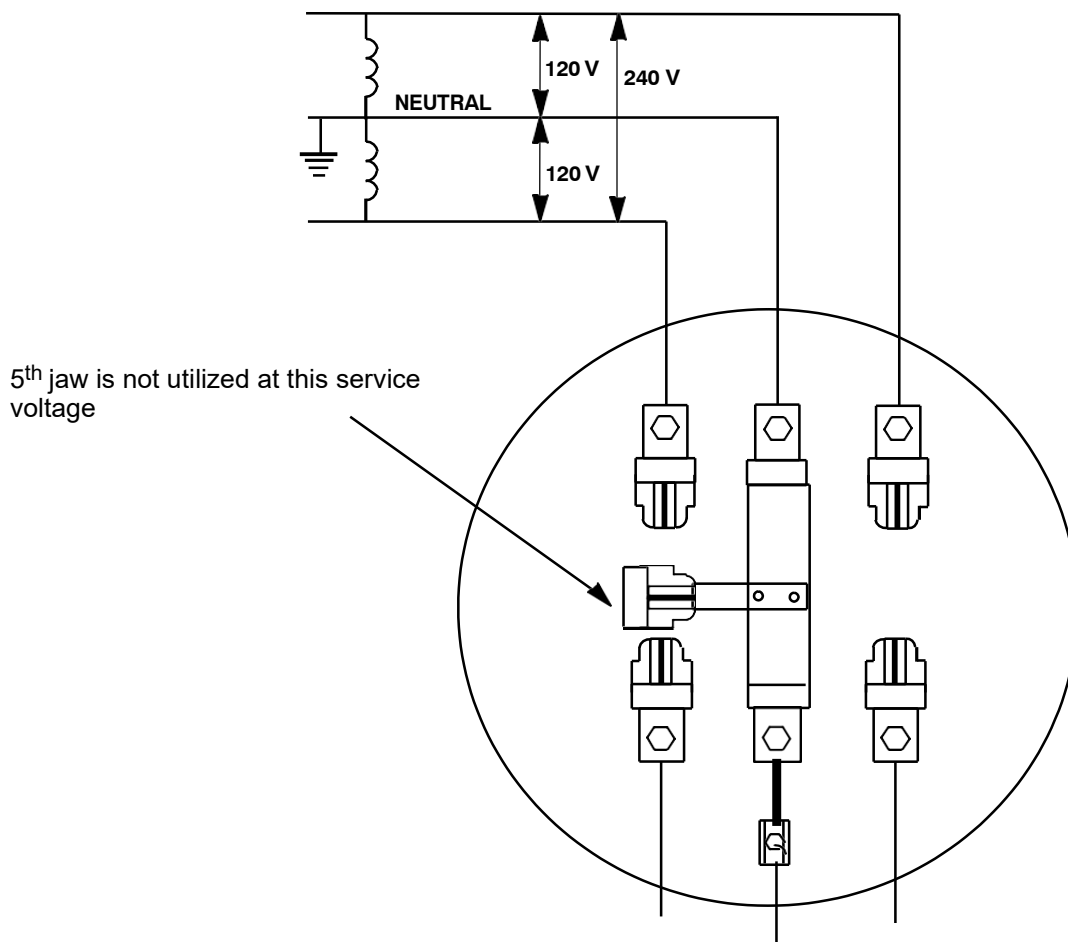 120 V
240 V
NEUTRAL
120 V
5th jaw is not utilized at this service
voltage